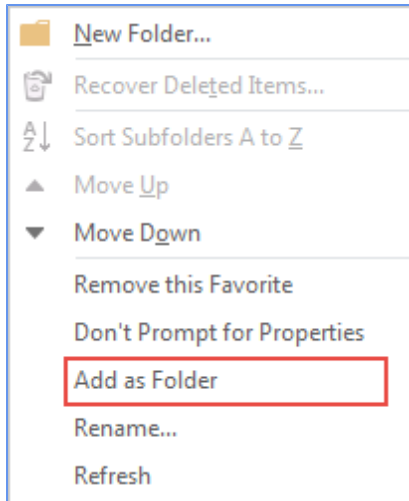 New Folder...
Recover Deleted Items...
Sort Subfolders A to Z
Move Up
Move Down
Remove this Favorite
Don't Prompt for Properties
Add as Folder
Rename...
Refresh